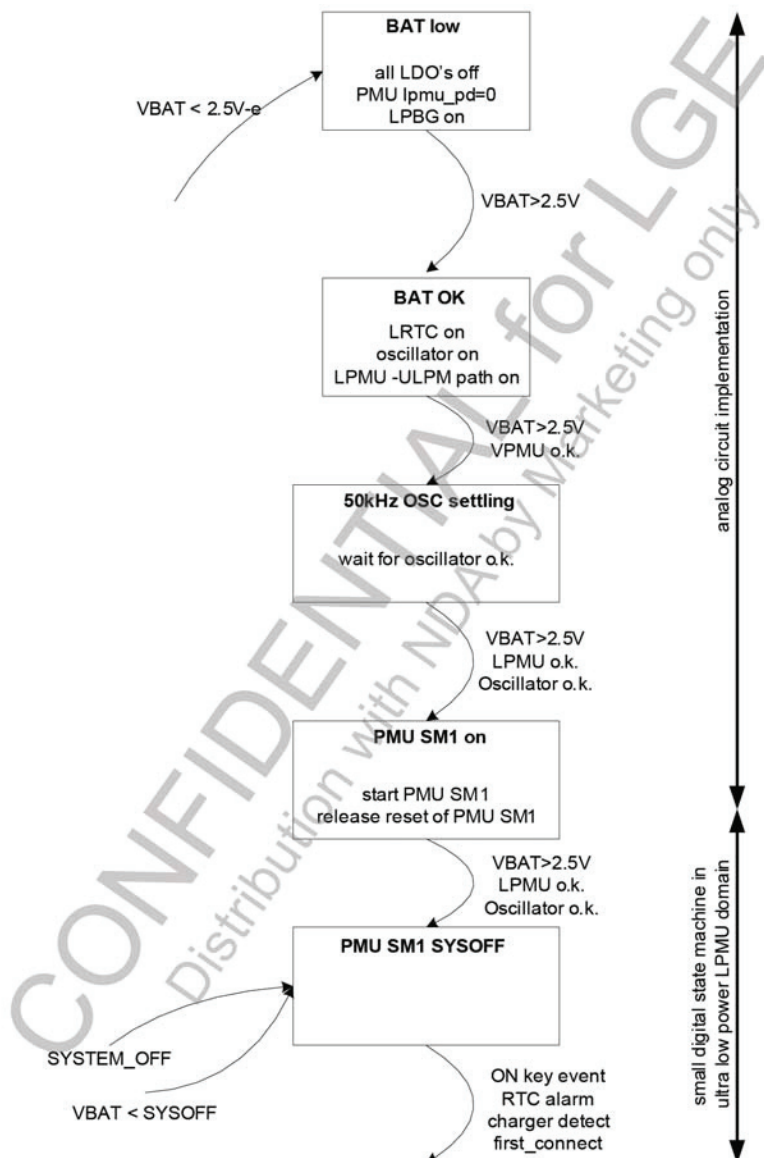 BAT low
all LDO's off
PMU lpmu_pd=0
LPBG on
VBAT < 2.5V-e
VBAT>2.5V
BAT OK
LRTC on
oscillator on
LPMU -ULPM path on
VBAT>2.5V
VPMU o.k.
50kHz OSC settling
wait for oscillator o.k.
VBAT>2.5V
LPMU o.k.
Oscillator o.k.
PMU SM1 on
start PMU SM1
release reset of PMU SM1
VBAT>2.5V
LPMU o.k.
Oscillator o.k.
PMU SM1 SYSOFF
SYSTEM_OFF
VBAT < SYSOFF
ON key event
RTC alarm
charger detect
first_connect
analog circuit implementation
small digital state machine in
ultra low power LPMU domain
CONFIDENTIAL for LGE
Distribution with NDA by Marketing only